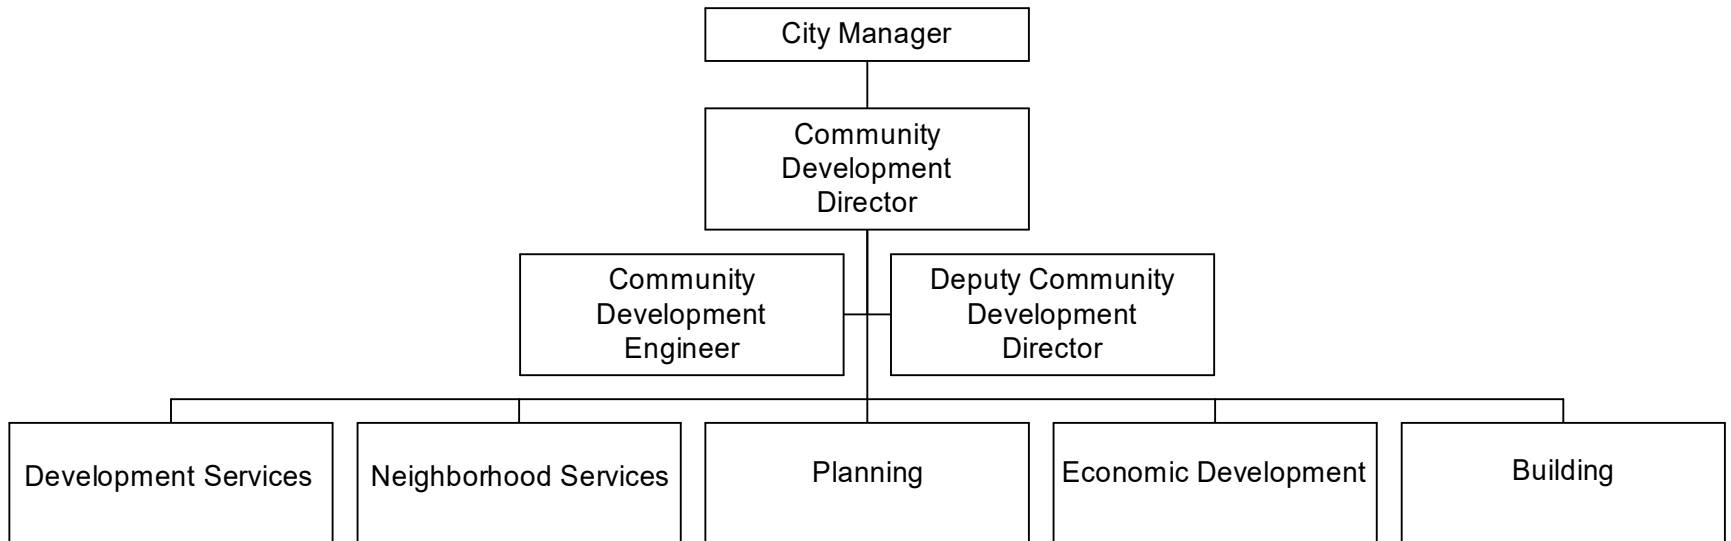 City Manager
Community
Development
Director
Community
Development
Engineer
Deputy Community
Development
Director
Development Services
Neighborhood Services
Planning
Economic Development
Building